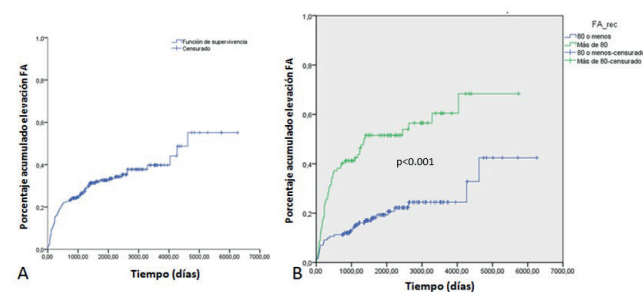 Función de supervivencia
Censurado
Porcentaje acumulado elevación FA
1,0
0,8
0,6
0,4
0,2
0,0
,00 1000,00 2000,00 3000,00 4000,00 5000,00 6000,00 7000,00
Tiempo (días)
A
FA_rec
80 o menos
Más de 80
80 o menos-censurado
Más de 80-censurado
Porcentaje acumulado elevación FA
1,0
0,8
0,6
0,4
0,2
0,0
p<0.001
,00 1000,00 2000,00 3000,00 4000,00 5000,00 6000,00 7000,00
Tiempo (días)
B